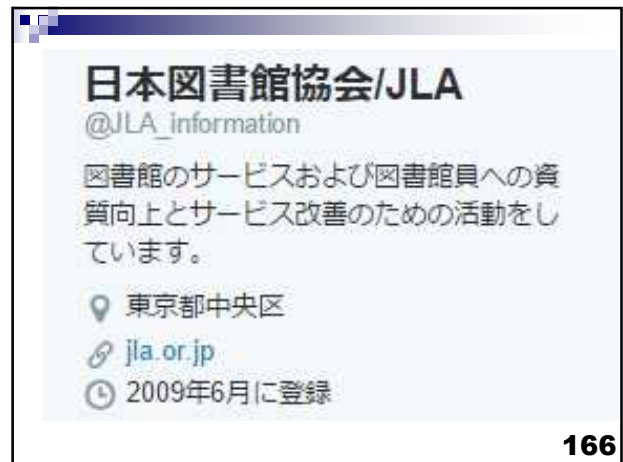 日本図書館協会/JLA
@JLA_information
図書館のサービスおよび図書館員への資
質向上とサービス改善のための活動をし
ています。
東京都中央区
jla.or.jp
2009年6月に登録
166